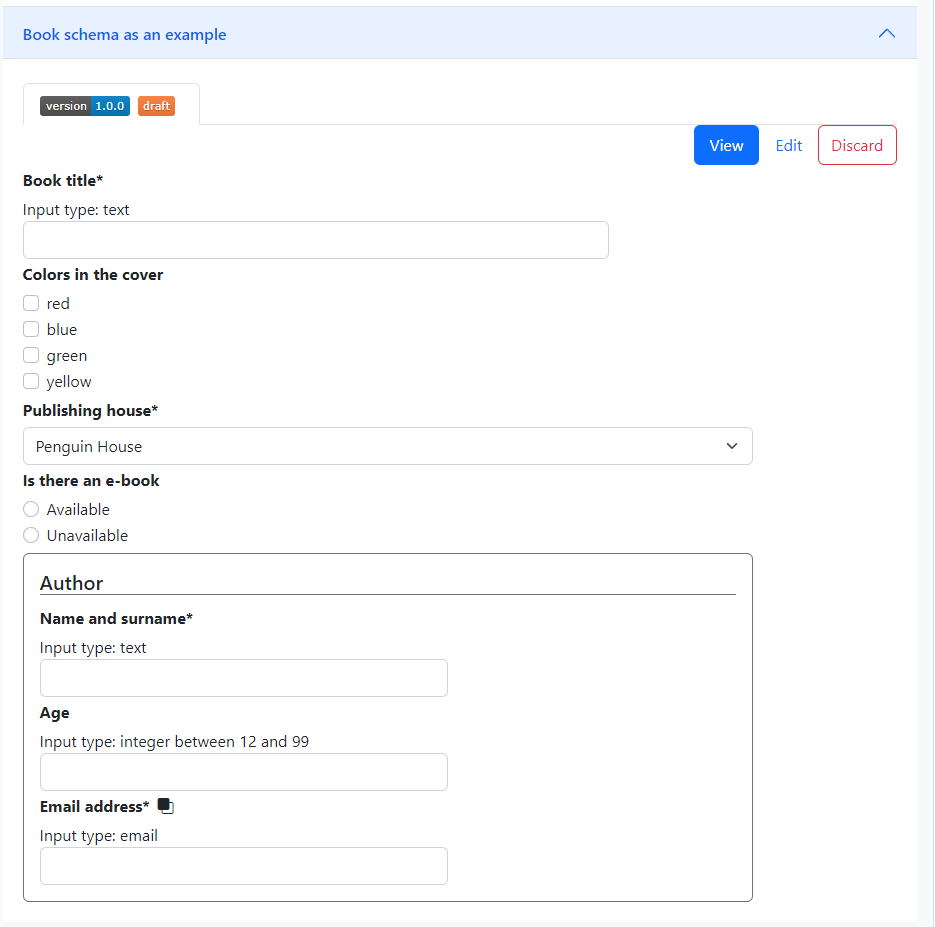 Book schema as an example
version 1.0.0 draft
View Edit Discard
Book title*
Input type: text
Colors in the cover
red
blue
green
yellow
Publishing house*
Penguin House
Is there an e-book
Available
Unavailable
Author
Name and surname*
Input type: text
Age
Input type: integer between 12 and 99
Email address*
Input type: email